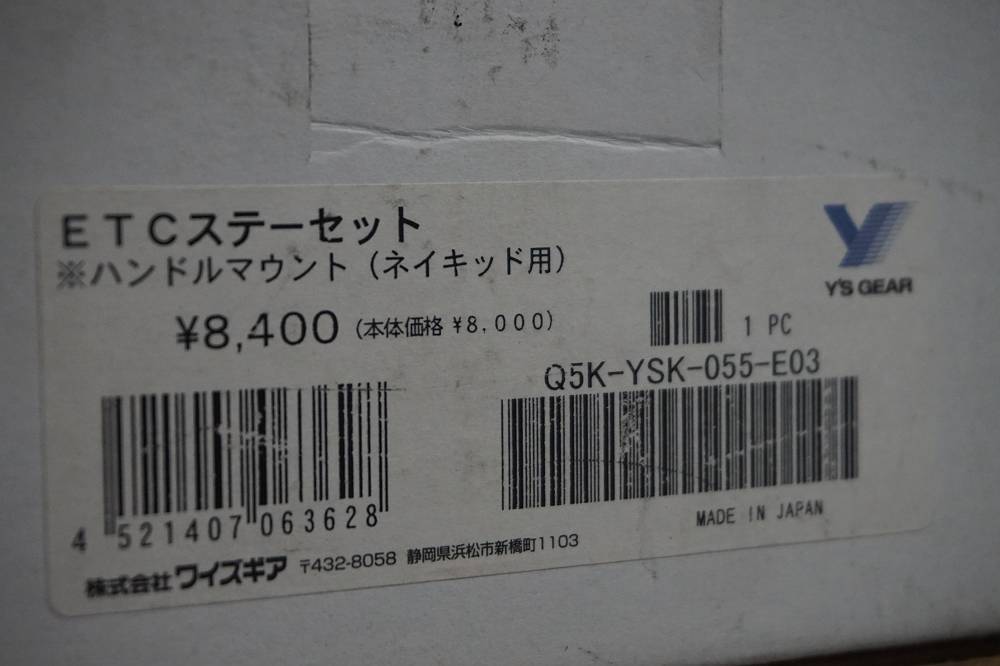 ETCステーセット
※ハンドルマウント（ネイキッド用）
¥8,400（本体価格 ¥8,000）
Y'S GEAR
1 PC
Q5K-YSK-055-E03
4 521407 063628
MADE IN JAPAN
株式会社ワイズギア 〒432-8058 静岡県浜松市新橋町1103